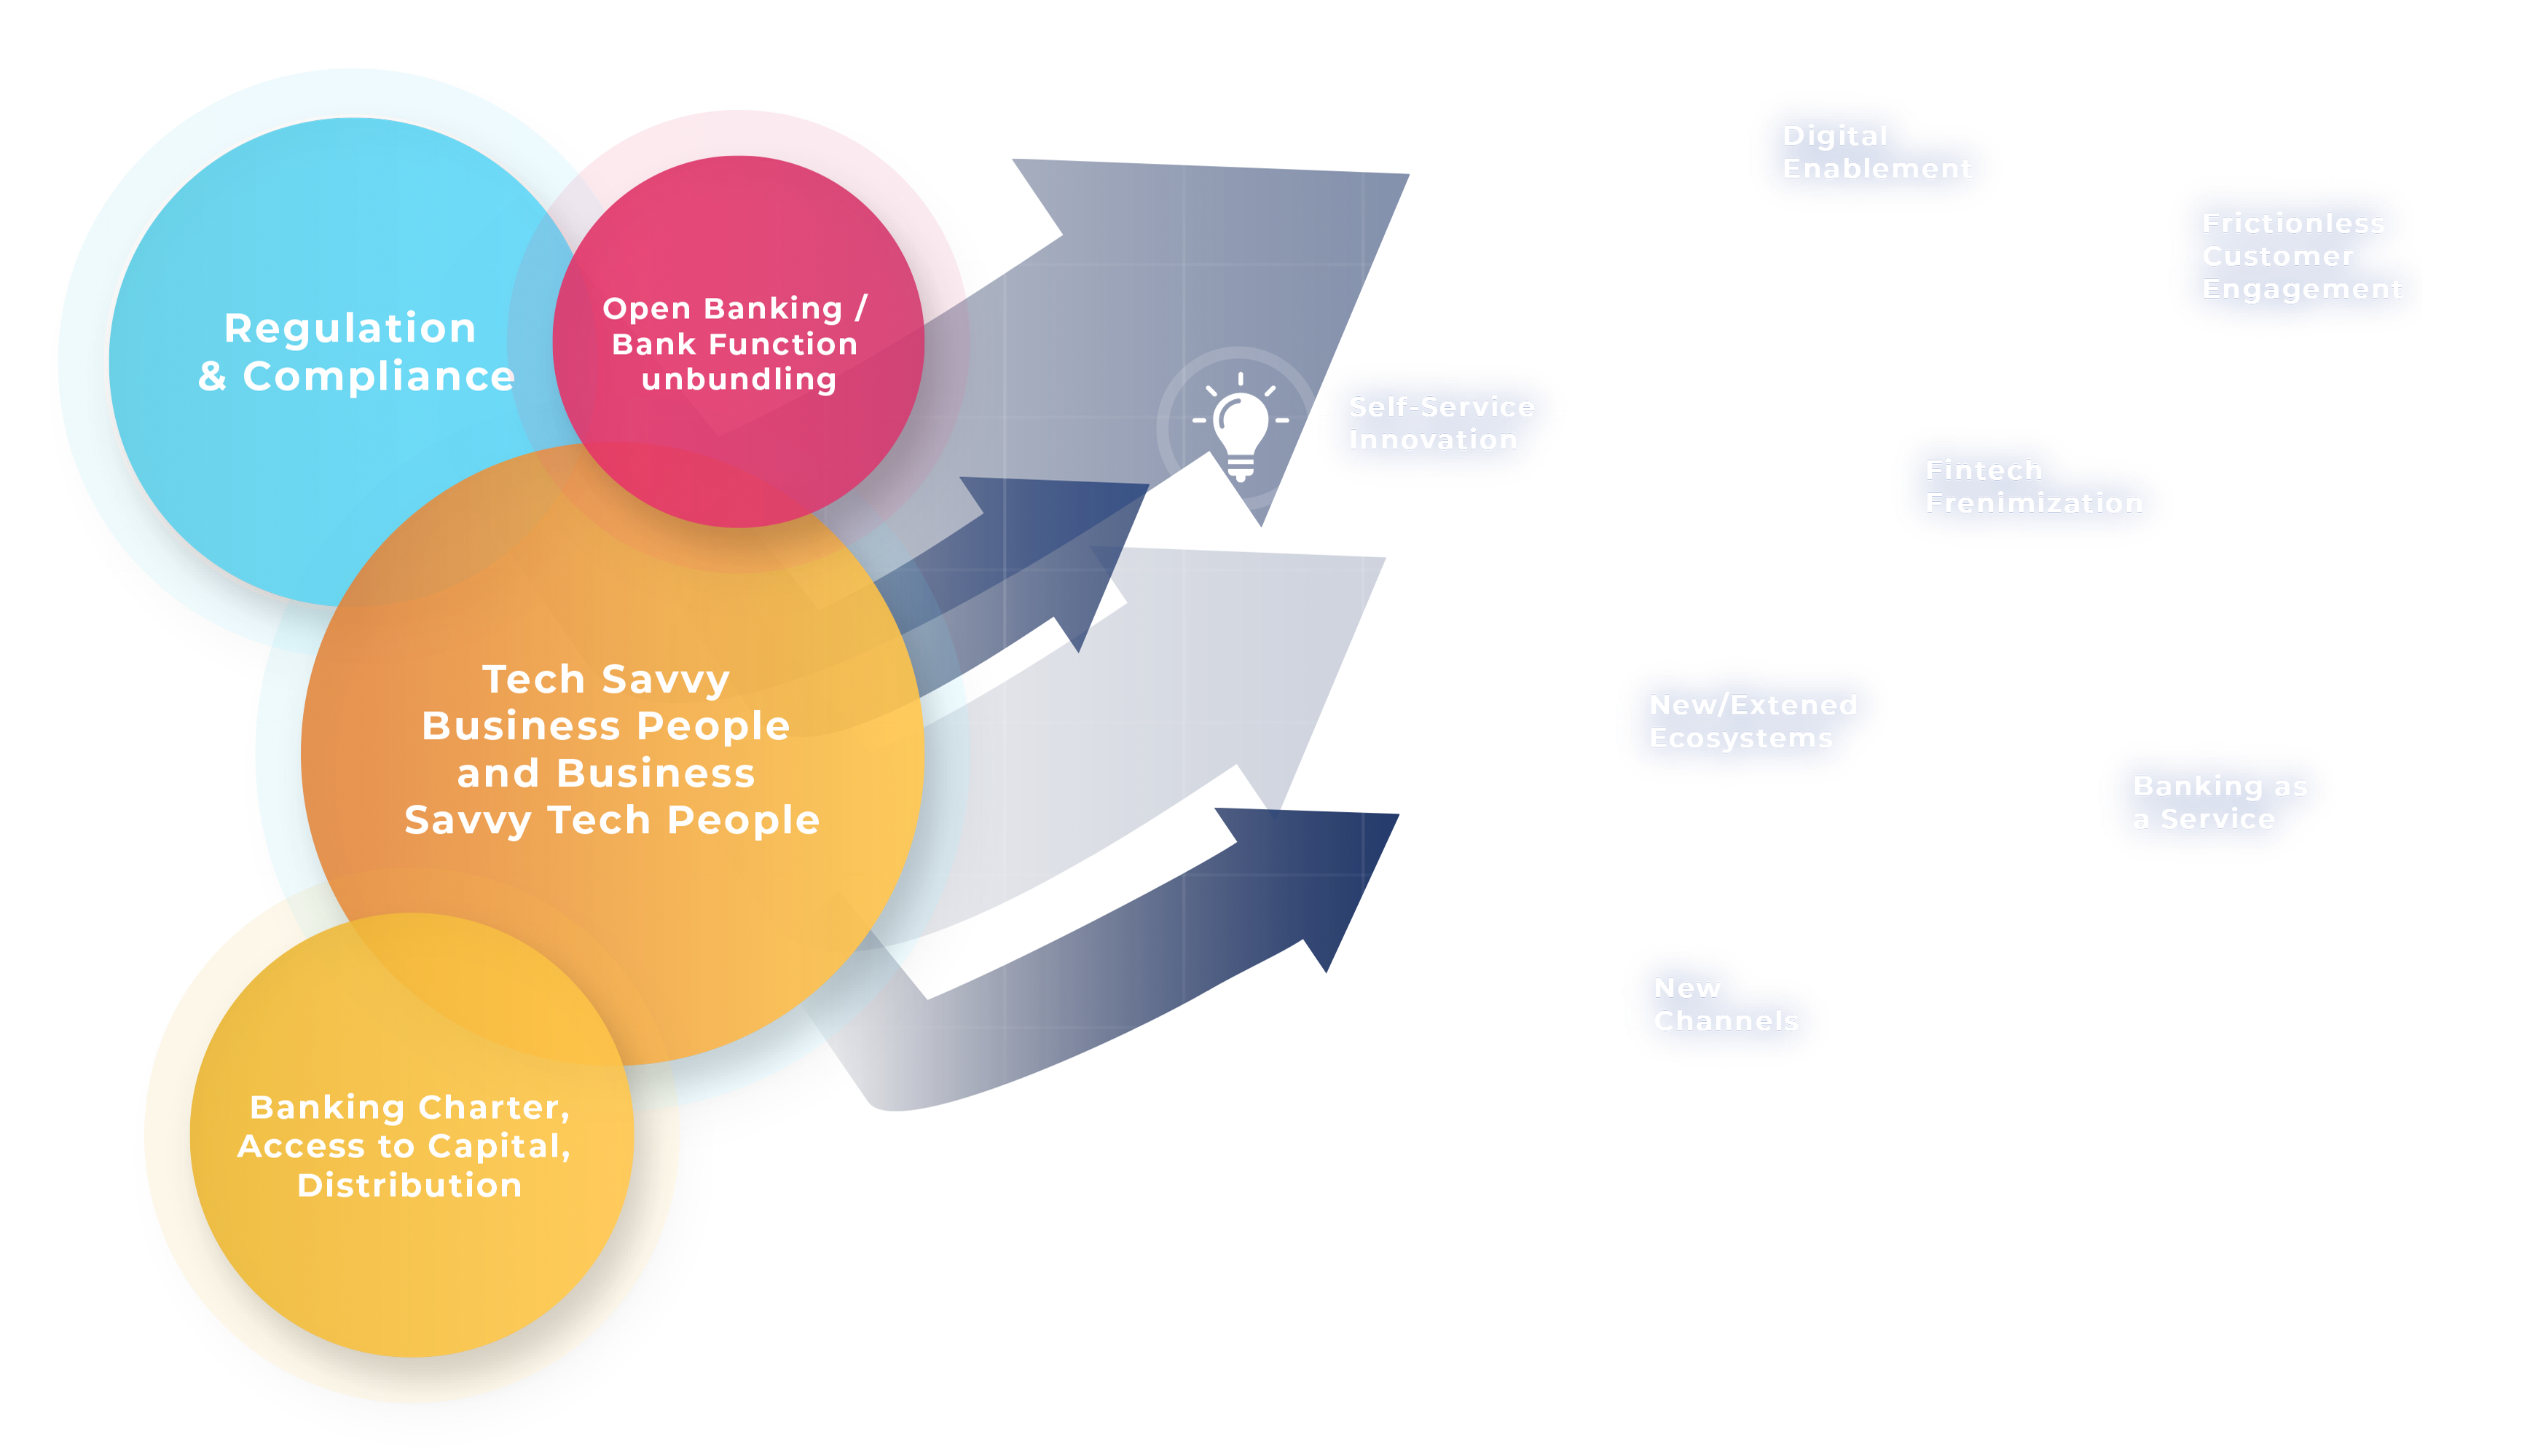 Regulation
& Compliance
Open Banking /
Bank Function
unbundling
Tech Savvy
Business People
and Business
Savvy Tech People
Banking Charter,
Access to Capital,
Distribution
Digital
Enablement
Frictionless
Customer
Engagement
Self-Service
Innovation
Fintech
Frenimization
New/Extened
Ecosystems
Banking as
a Service
New
Channels